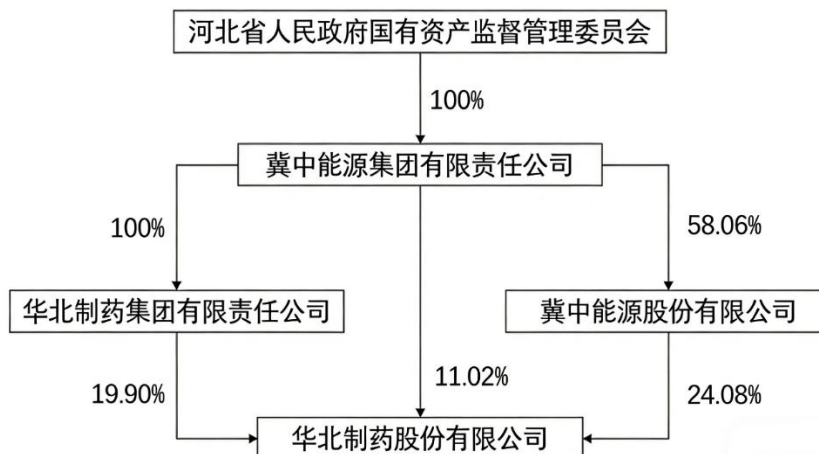 河北省人民政府国有资产监督管理委员会
100%
冀中能源集团有限责任公司
100%
58.06%
华北制药集团有限责任公司
冀中能源股份有限公司
19.90%
11.02%
24.08%
华北制药股份有限公司